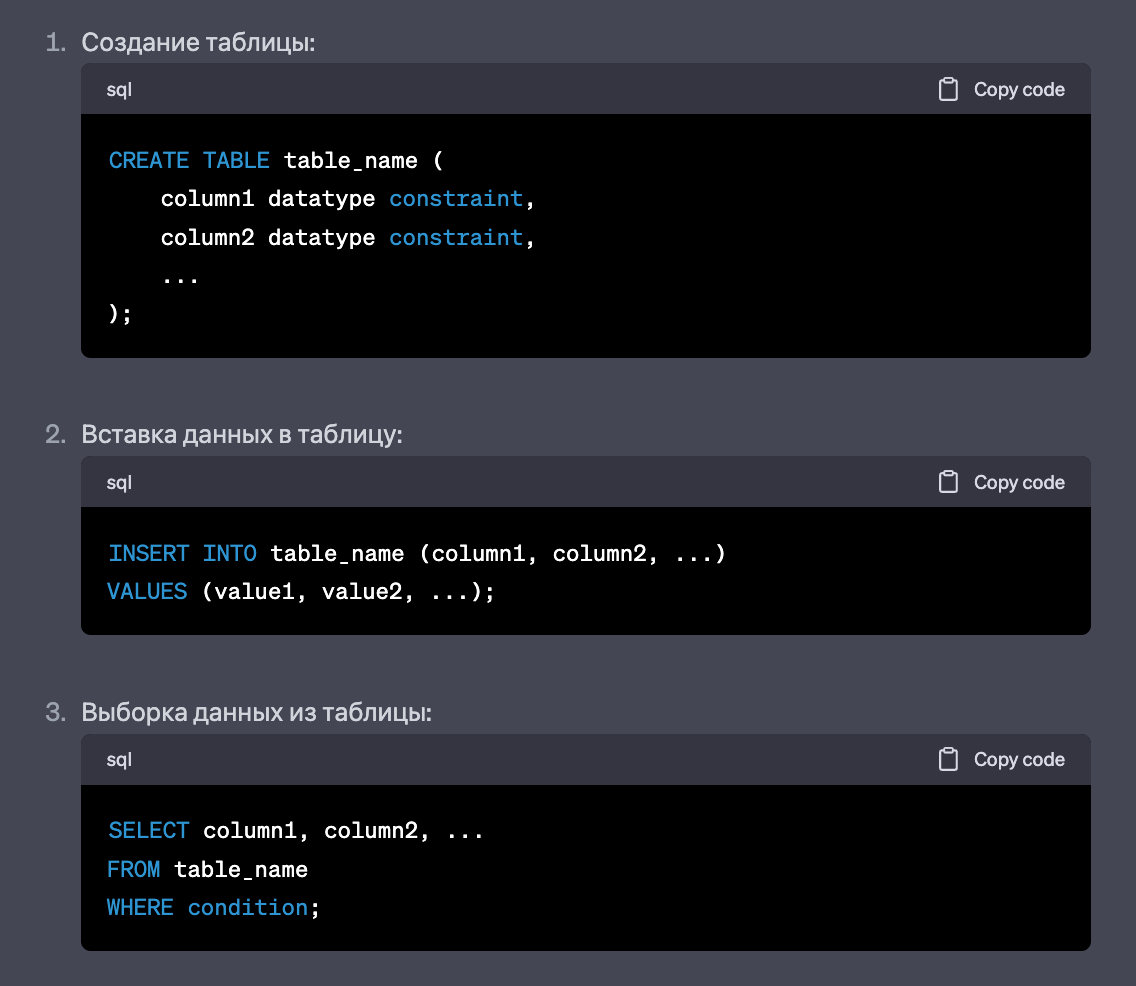 1. Создание таблицы:
sql Copy code
CREATE TABLE table_name (
    column1 datatype constraint,
    column2 datatype constraint,
    ...
);
2. Вставка данных в таблицу:
sql Copy code
INSERT INTO table_name (column1, column2, ...)
VALUES (value1, value2, ...);
3. Выборка данных из таблицы:
sql Copy code
SELECT column1, column2, ...
FROM table_name
WHERE condition;